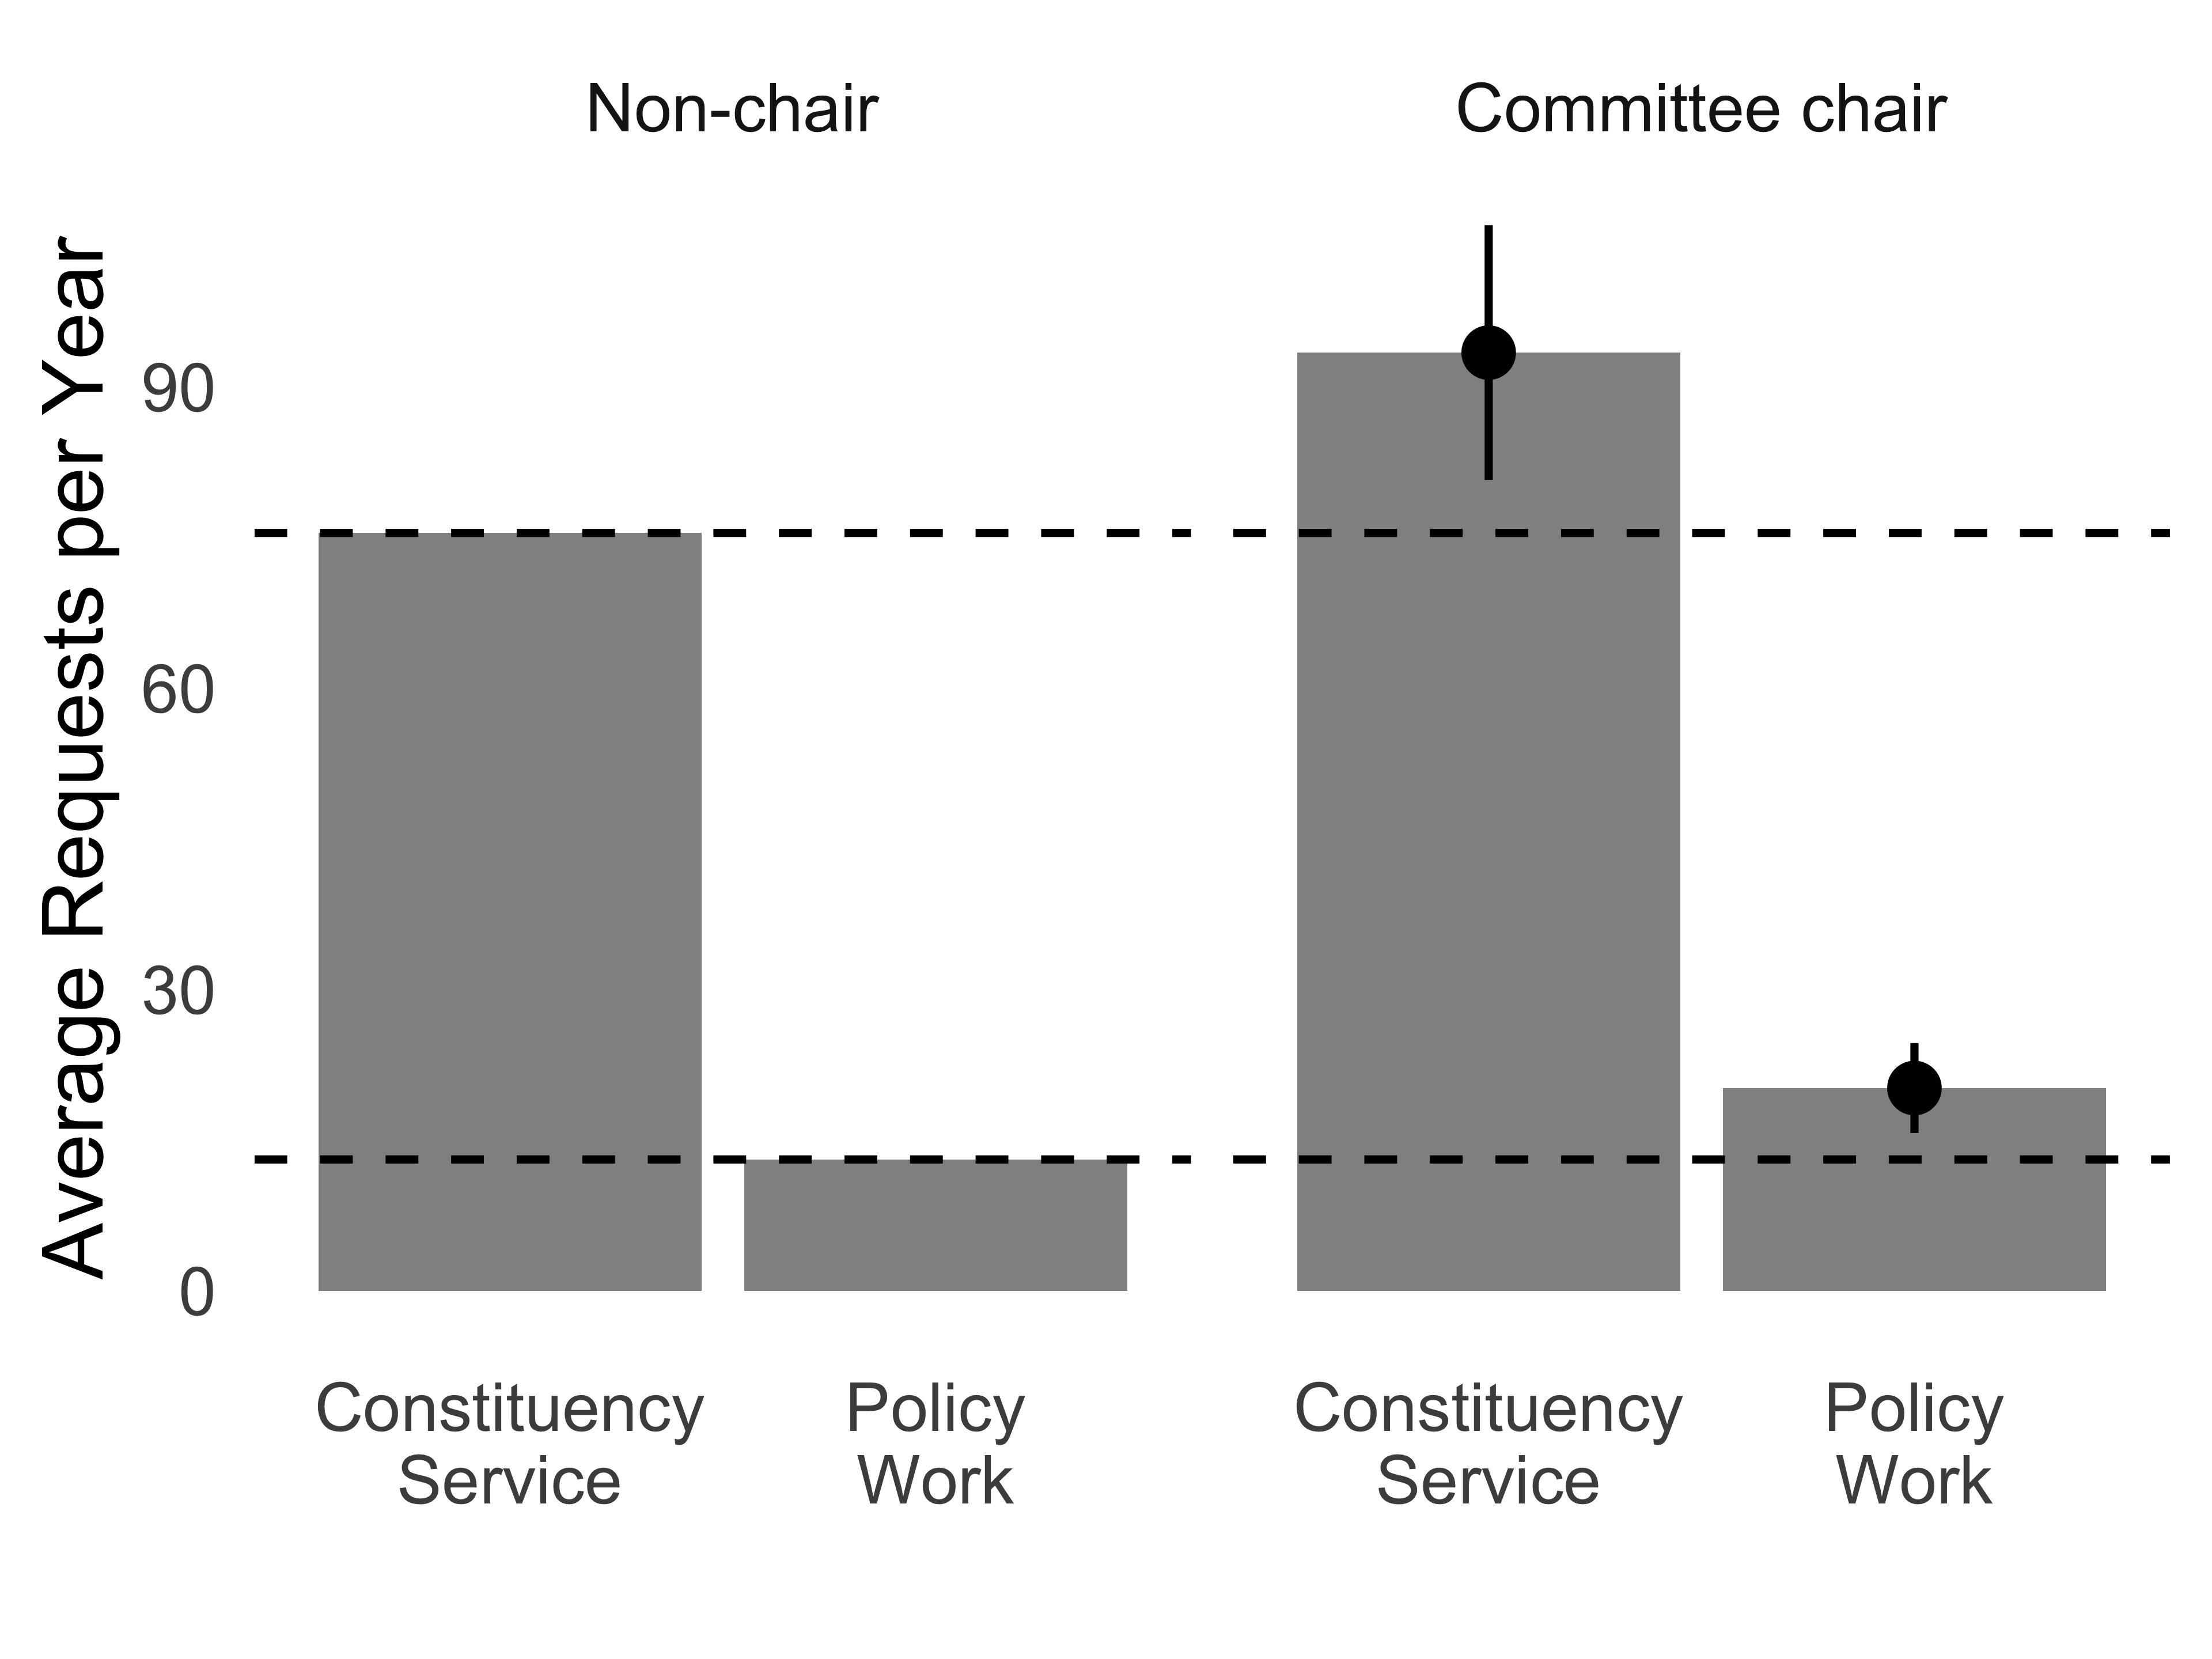 Non-chair
Committee chair
Average Requests per Year
90
60
30
0
Constituency
Service
Policy
Work
Constituency
Service
Policy
Work